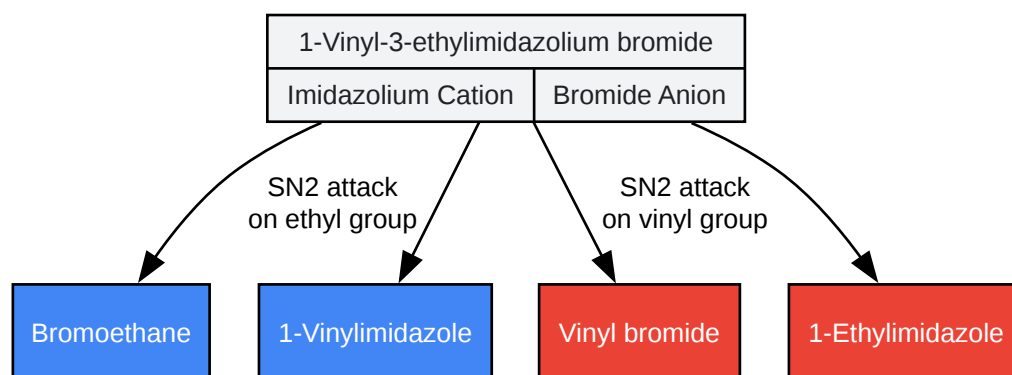 1-Vinyl-3-ethylimidazolium bromide
Imidazolium Cation
Bromide Anion
SN2 attack
on ethyl group
SN2 attack
on vinyl group
Bromoethane
1-Vinylimidazole
Vinyl bromide
1-Ethylimidazole